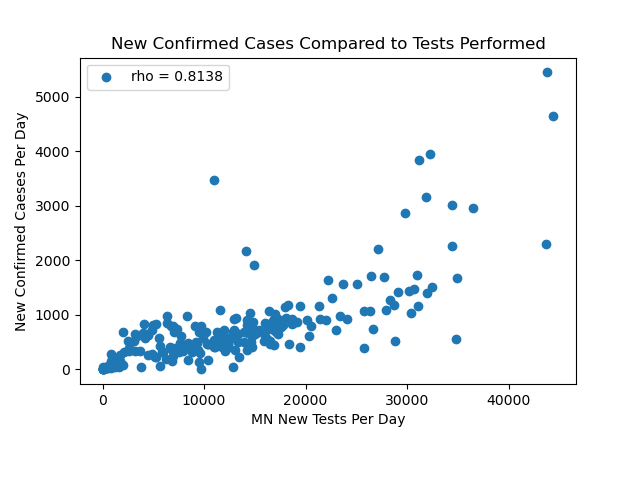 New Confirmed Cases Compared to Tests Performed
rho = 0.8138
New Confirmed Caeses Per Day
5000
4000
3000
2000
1000
0
0 10000 20000 30000 40000
MN New Tests Per Day